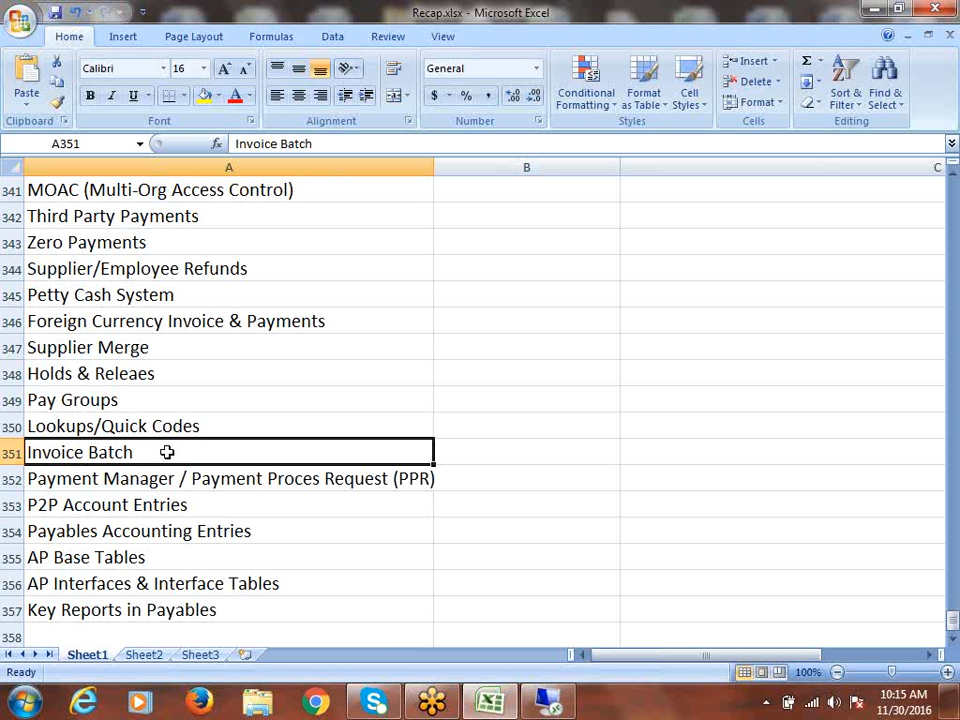 Recap.xlsx - Microsoft Excel
Home Insert Page Layout Formulas Data Review View
Paste
Calibri 16 A A
B I U A
General
$ % , .0 .00 .00 .0
Conditional Formatting
Format as Table
Cell Styles
Insert
Delete
Format
Σ
Sort & Filter
Find & Select
Clipboard Font Alignment Number Styles Cells Editing
A351 fx Invoice Batch
A B C
341 MOAC (Multi-Org Access Control)
342 Third Party Payments
343 Zero Payments
344 Supplier/Employee Refunds
345 Petty Cash System
346 Foreign Currency Invoice & Payments
347 Supplier Merge
348 Holds & Releaes
349 Pay Groups
350 Lookups/Quick Codes
351 Invoice Batch
352 Payment Manager / Payment Proces Request (PPR)
353 P2P Account Entries
354 Payables Accounting Entries
355 AP Base Tables
356 AP Interfaces & Interface Tables
357 Key Reports in Payables
358
Sheet1 Sheet2 Sheet3
Ready 100%
10:15 AM
11/30/2016